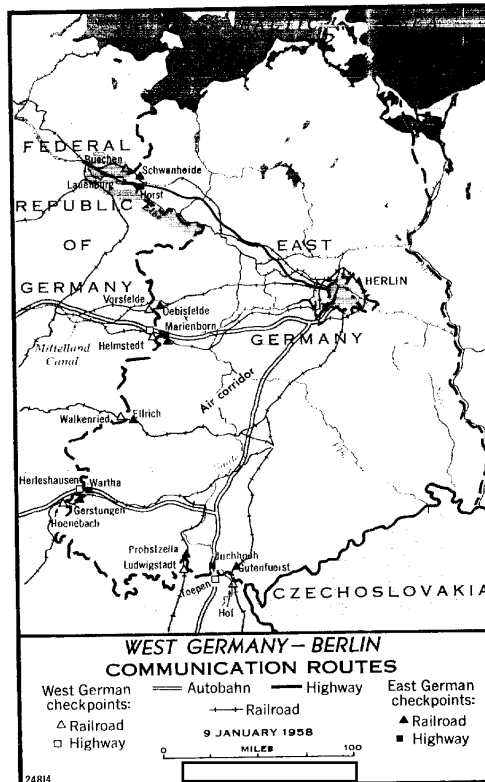 FEDERAL
Buechen
Schwanheide
Lauenburg
Horst
REPUBLIC
OF
EAST
BERLIN
GERMANY
Vorsfelde
Oebisfelde
Marienborn
GERMANY
Mittelland
Canal
Helmstedt
Air corridor
Walkenried
Ellrich
Saale
Herleshausen
Wartha
Gerstungen
Hoenebach
Probstzella
Juchhoeh
Ludwigstadt
Gutenfuerst
Toepen
Hof
CZECHOSLOVAKIA
WEST GERMANY – BERLIN
COMMUNICATION ROUTES
West German
checkpoints:
Railroad
Highway
Autobahn
Highway
Railroad
East German
checkpoints:
Railroad
Highway
9 JANUARY 1958
MILES
0
100
24814